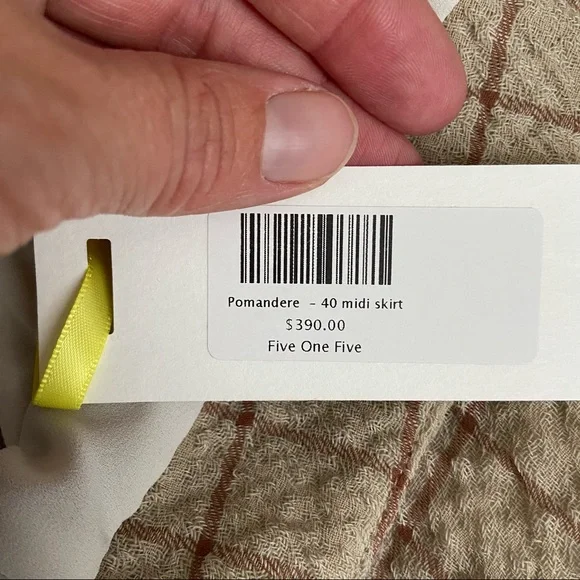 Pomandere - 40 midi skirt
$390.00
Five One Five